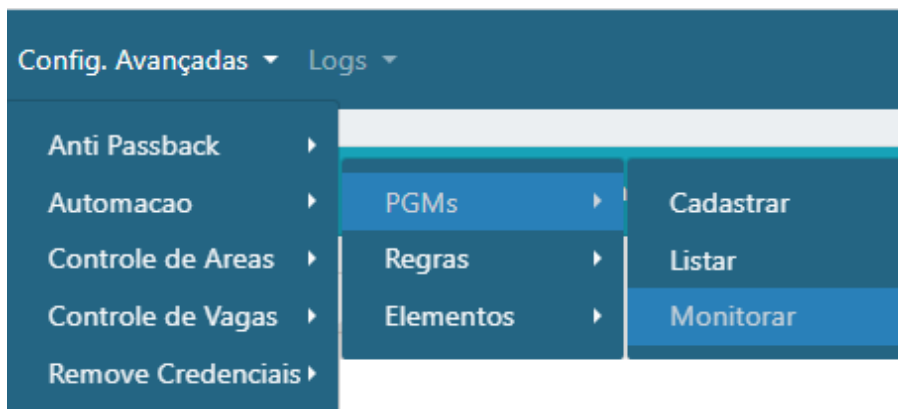 Config. Avançadas Logs
Anti Passback
Automacao PGMs Cadastrar
Controle de Areas Regras Listar
Controle de Vagas Elementos Monitorar
Remove Credenciais